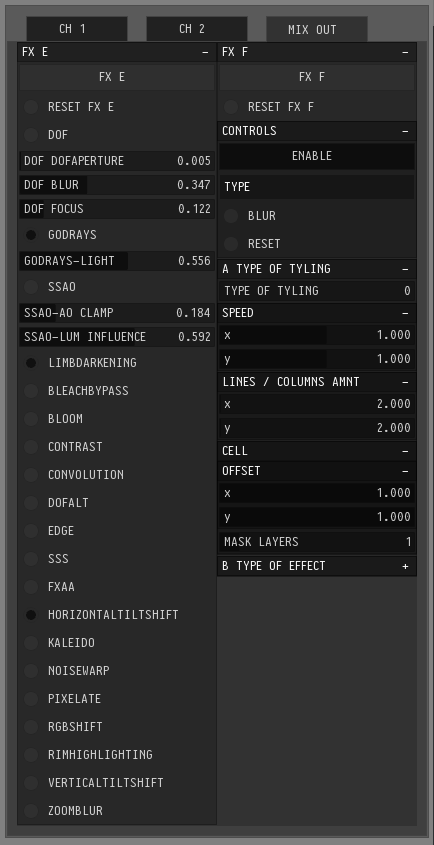 CH 1
CH 2
MIX OUT
FX E –
FX E
RESET FX E
DOF
DOF DOFAPERTURE 0.005
DOF BLUR 0.347
DOF FOCUS 0.122
GODRAYS
GODRAYS–LIGHT 0.556
SSAO
SSAO–AO CLAMP 0.184
SSAO–LUM INFLUENCE 0.592
LIMBDARKENING
BLEACHBYPASS
BLOOM
CONTRAST
CONVOLUTION
DOFALT
EDGE
SSS
FXAA
HORIZONTALTILTSHIFT
KALEIDO
NOISEWARP
PIXELATE
RGBSHIFT
RIMHIGHLIGHTING
VERTICALTILTSHIFT
ZOOMBLUR
FX F –
FX F
RESET FX F
CONTROLS –
ENABLE
TYPE
BLUR
RESET
A TYPE OF TYLING –
TYPE OF TYLING 0
SPEED –
x 1.000
y 1.000
LINES / COLUMNS AMNT –
x 2.000
y 2.000
CELL –
OFFSET –
x 1.000
y 1.000
MASK LAYERS 1
B TYPE OF EFFECT +